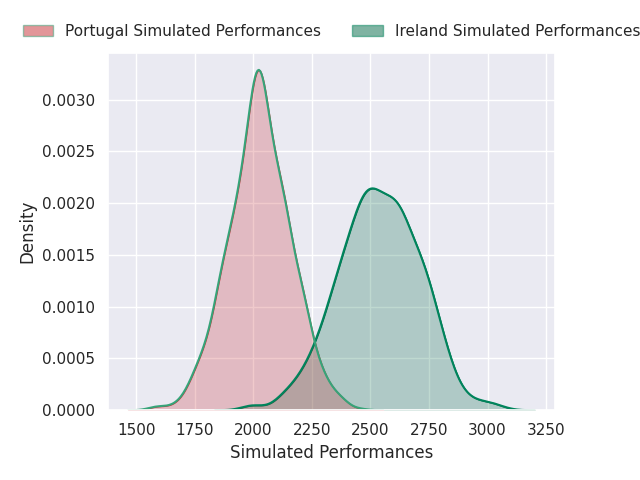 Portugal Simulated Performances Ireland Simulated Performances
0.0030
0.0025
0.0020
0.0015
0.0010
0.0005
0.0000
Density
1500 1750 2000 2250 2500 2750 3000 3250
Simulated Performances